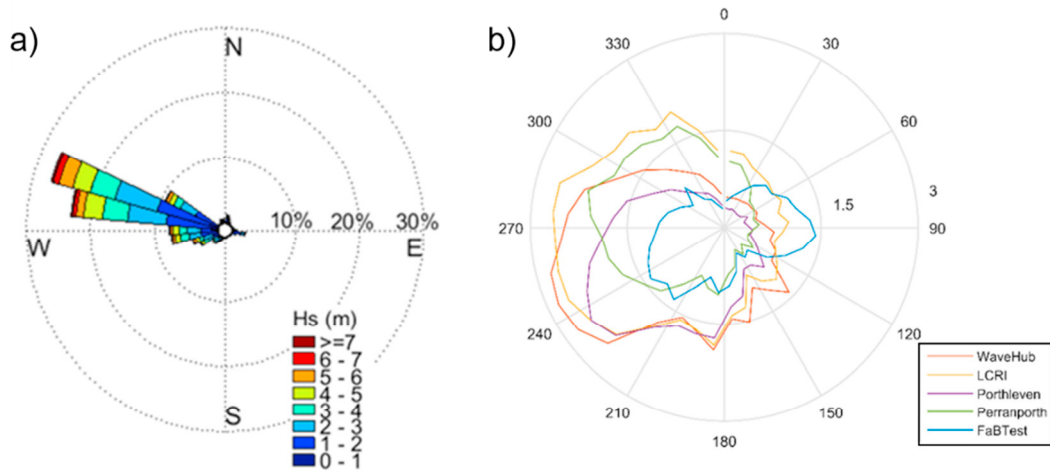 a)
N
10% 20% 30%
W
E
S
Hs (m)
>=7
6 - 7
5 - 6
4 - 5
3 - 4
2 - 3
1 - 2
0 - 1
b)
0
330
30
300
60
3
1.5
270
90
240
120
210
150
180
WaveHub
LCRI
Porthleven
Perranporth
FaBTest